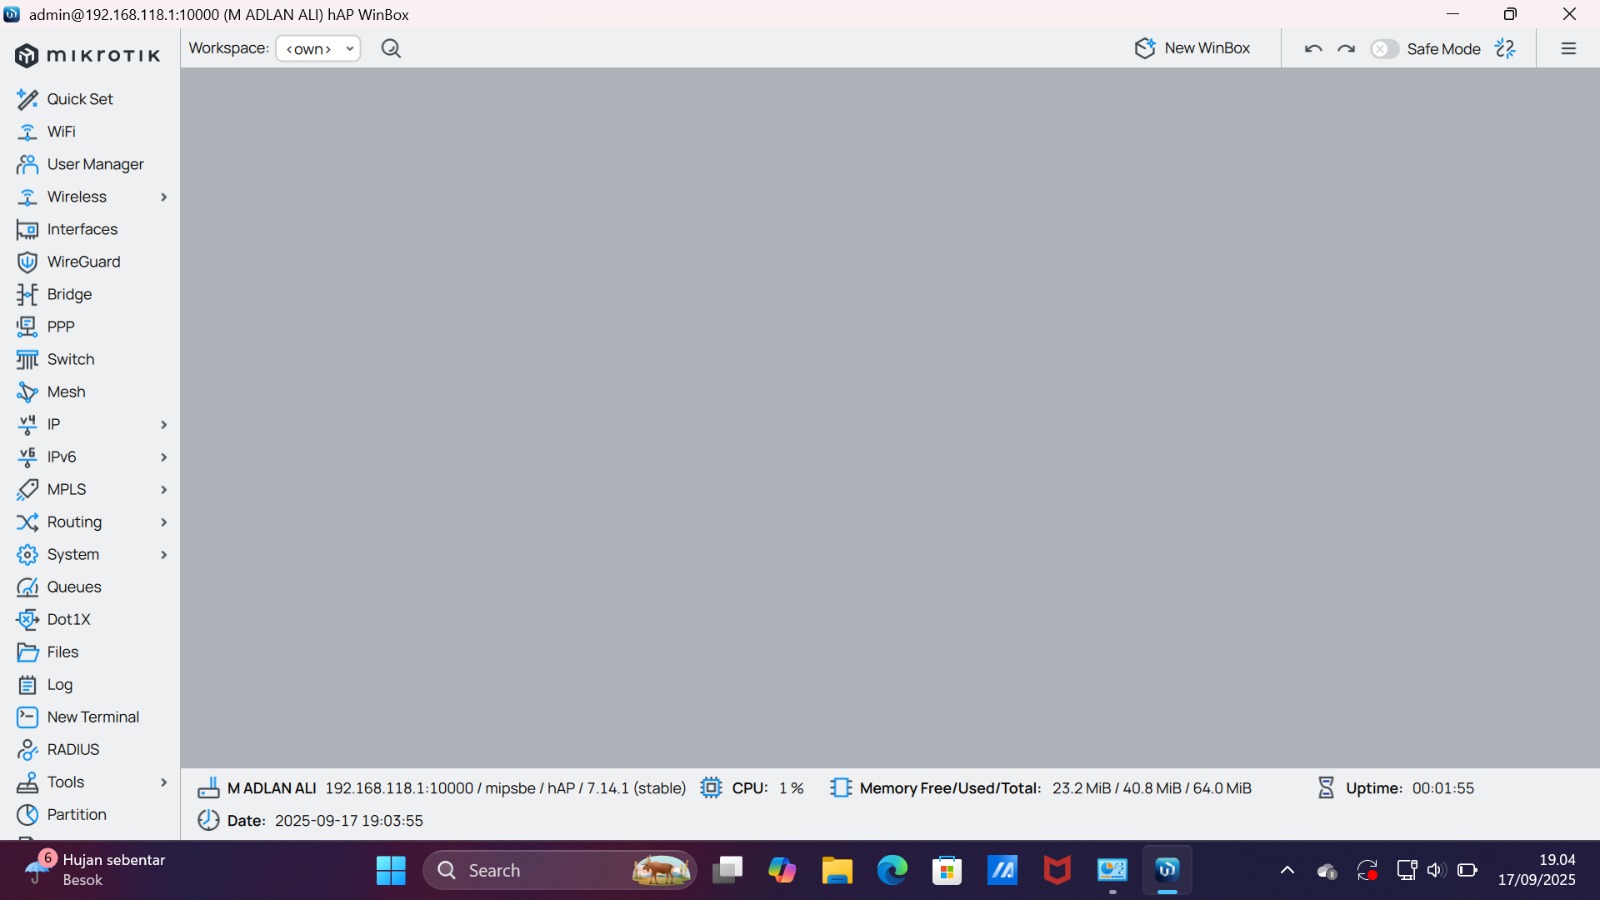 admin@192.168.118.1:10000 (M ADLAN ALI) hAP WinBox
MIKROTIK
Workspace: <own>
New WinBox
Safe Mode
Quick Set
WiFi
User Manager
Wireless
Interfaces
WireGuard
Bridge
PPP
Switch
Mesh
IP
IPv6
MPLS
Routing
System
Queues
Dot1X
Files
Log
New Terminal
RADIUS
Tools
Partition
M ADLAN ALI 192.168.118.1:10000 / mipsbe / hAP / 7.14.1 (stable) CPU: 1 % Memory Free/Used/Total: 23.2 MiB / 40.8 MiB / 64.0 MiB Uptime: 00:01:55
Date: 2025-09-17 19:03:55
6
Hujan sebentar
Besok
Search
19.04
17/09/2025